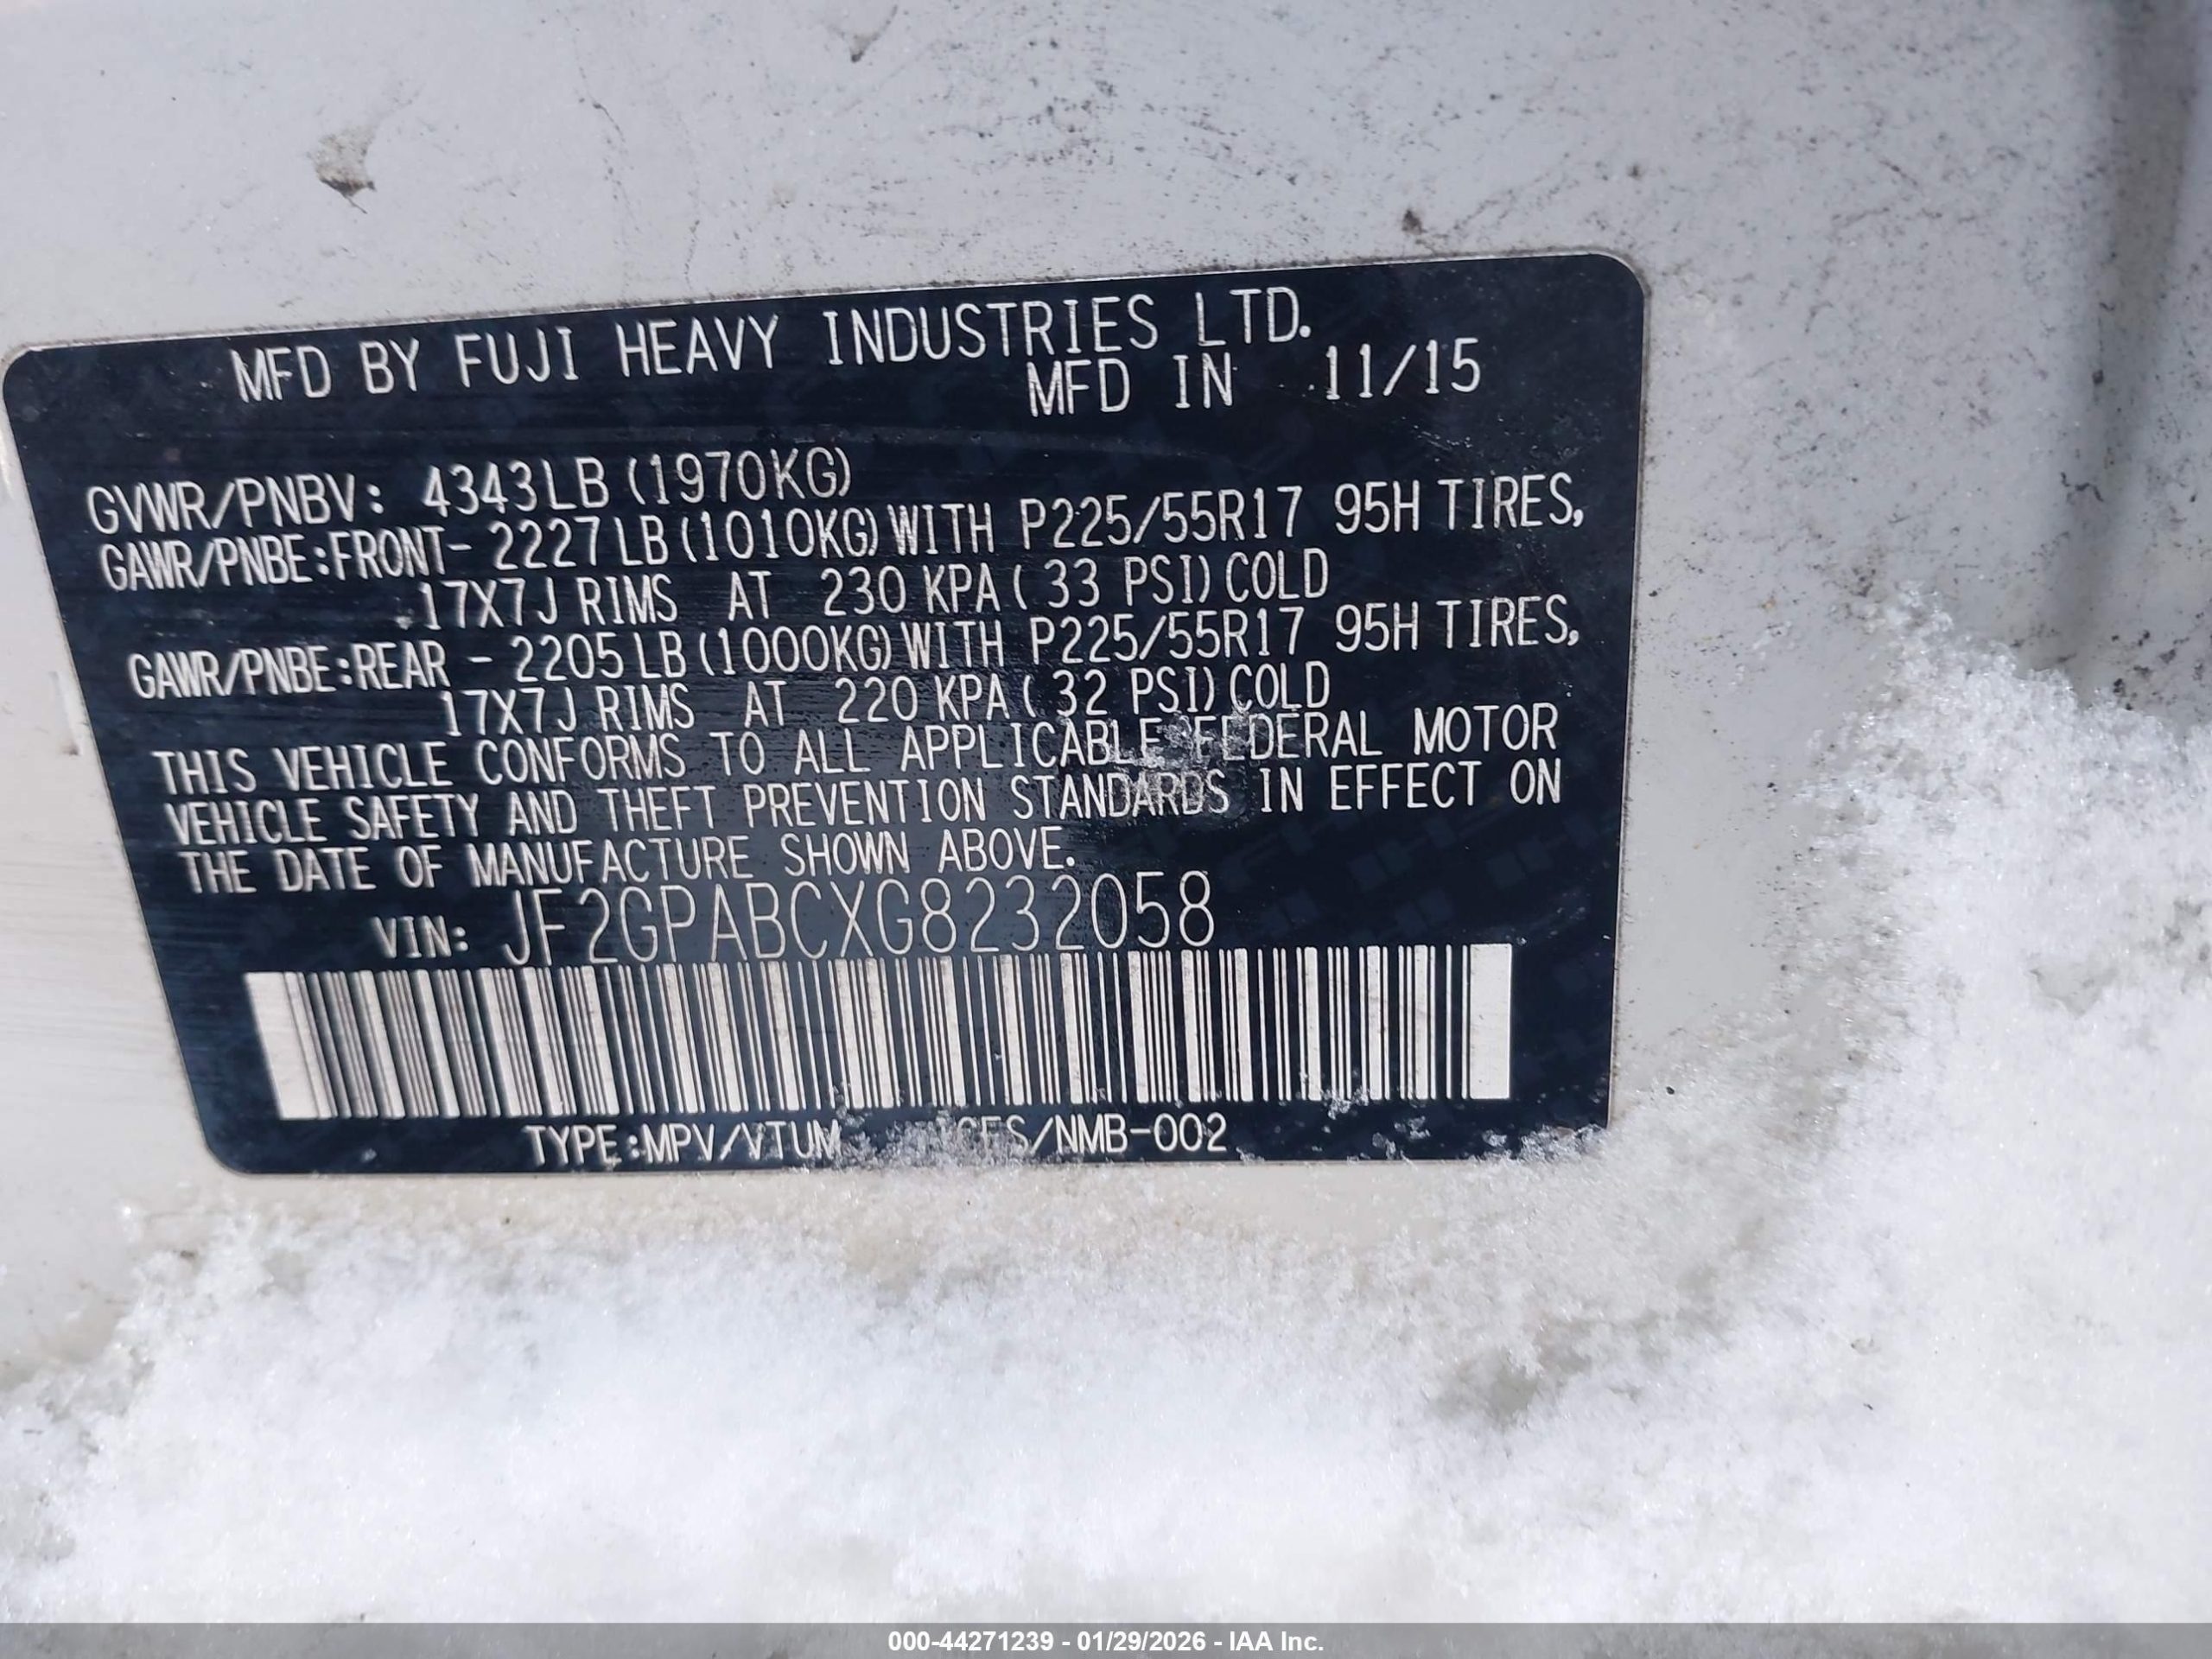 MFD BY FUJI HEAVY INDUSTRIES LTD.
MFD IN 11/15
GVWR/PNBV: 4343LB(1970KG)
GAWR/PNBE:FRONT- 2227LB(1010KG)WITH P225/55R17 95H TIRES,
17X7J RIMS AT 230 KPA( 33 PSI)COLD
GAWR/PNBE:REAR - 2205LB(1000KG)WITH P225/55R17 95H TIRES,
17X7J RIMS AT 220 KPA( 32 PSI)COLD
THIS VEHICLE CONFORMS TO ALL APPLICABLE FEDERAL MOTOR
VEHICLE SAFETY AND THEFT PREVENTION STANDARDS IN EFFECT ON
THE DATE OF MANUFACTURE SHOWN ABOVE.
VIN: JF2GPABCXG8232058
TYPE:MPV/VTUM /NMB-002
000-44271239 - 01/29/2026 - IAA Inc.